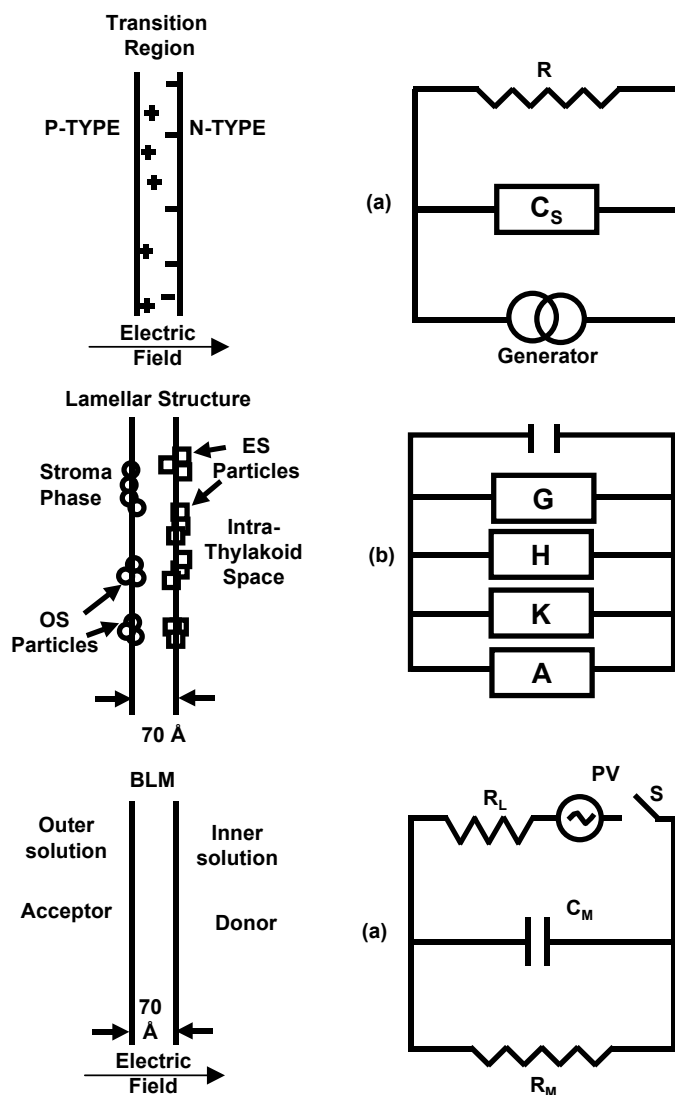 Transition
Region
P-TYPE
N-TYPE
Electric
Field
R
(a)
CS
Generator
Lamellar Structure
Stroma
Phase
ES
Particles
Intra-
Thylakoid
Space
OS
Particles
70 Å
(b)
G
H
K
A
BLM
Outer
solution
Inner
solution
Acceptor
Donor
70
Å
Electric
Field
PV
RL
S
(a)
CM
RM